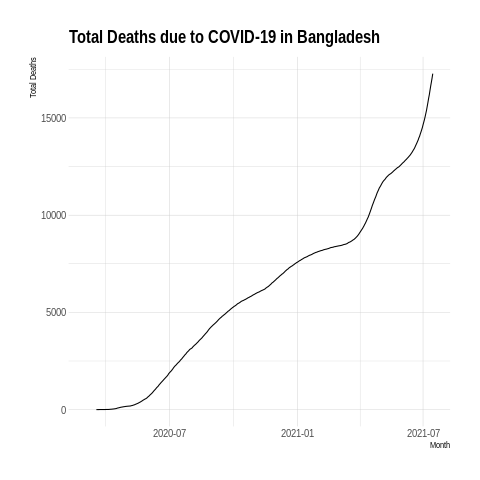 Total Deaths due to COVID-19 in Bangladesh
Total Deaths
15000
10000
5000
0
2020-07
2021-01
2021-07
Month